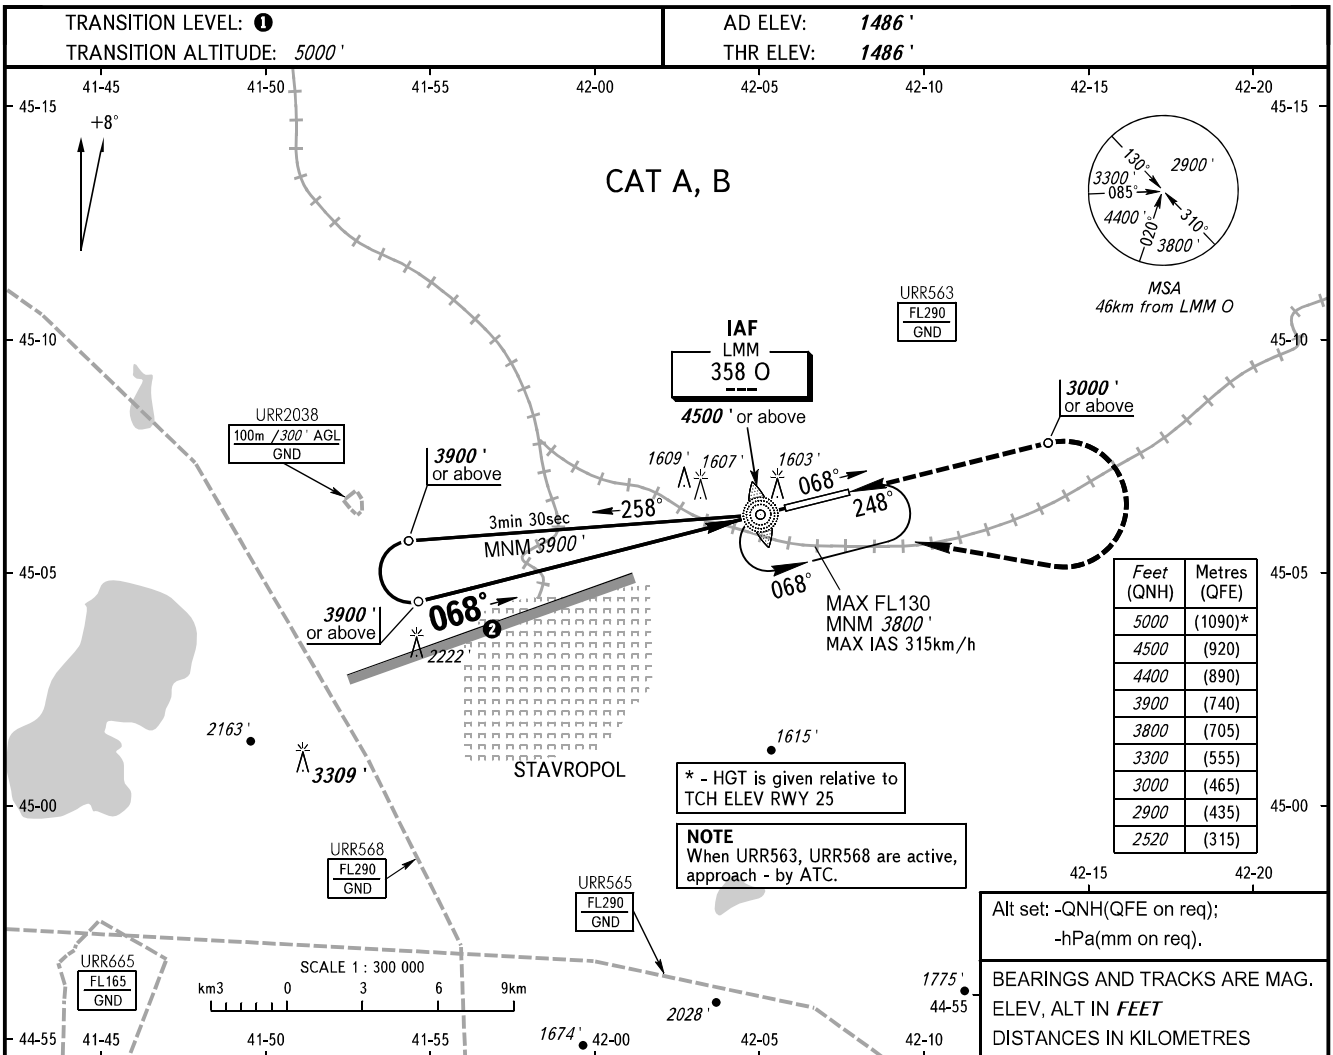 TRANSITION LEVEL: ❶
TRANSITION ALTITUDE: 5000'
AD ELEV: 1486'
THR ELEV: 1486'
41-45 41-50 41-55 42-00 42-05 42-10 42-15 42-20
45-15 45-15
+8°
CAT A, B
130°
2900'
3300'
085°
4400'
020°
310°
3800'
MSA
46km from LMM O
URR563
FL290
GND
45-10 45-10
IAF
LMM
358 O
4500' or above
3000'
or above
URR2038
100m /300' AGL
GND
3900'
or above
1609' 1607' 1603'
068°
248°
258°
3min 30sec
MNM 3900'
068°
3900'
or above
068°
❷
2222'
MAX FL130
MNM 3800'
MAX IAS 315km/h
45-05 45-05
Feet (QNH) Metres (QFE)
5000 (1090)*
4500 (920)
4400 (890)
3900 (740)
3800 (705)
3300 (555)
3000 (465)
2900 (435)
2520 (315)
2163'
3309'
STAVROPOL
1615'
* - HGT is given relative to
TCH ELEV RWY 25
45-00 45-00
NOTE
When URR563, URR568 are active,
approach - by ATC.
URR568
FL290
GND
42-15 42-20
URR565
FL290
GND
Alt set: -QNH(QFE on req);
-hPa(mm on req).
URR665
FL165
GND
SCALE 1 : 300 000
km3 0 3 6 9km
1775'
44-55
2028'
1674'
BEARINGS AND TRACKS ARE MAG.
ELEV, ALT IN FEET
DISTANCES IN KILOMETRES
44-55 41-45 41-50 41-55 42-00 42-05 42-10